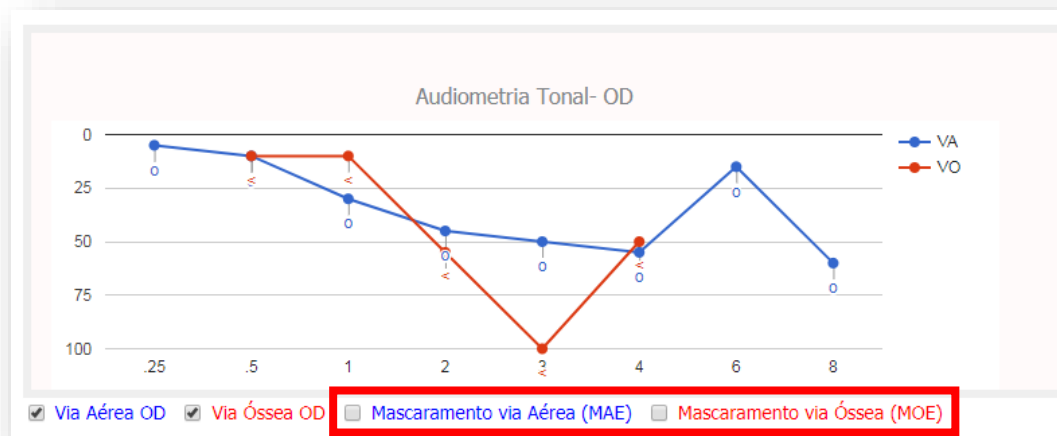 Audiometria Tonal- OD
VA
VO
0
25
50
75
100
O O O O O O O O
< < < < <
.25 .5 1 2 3 4 6 8
Via Aérea OD Via Óssea OD Mascaramento via Aérea (MAE) Mascaramento via Óssea (MOE)